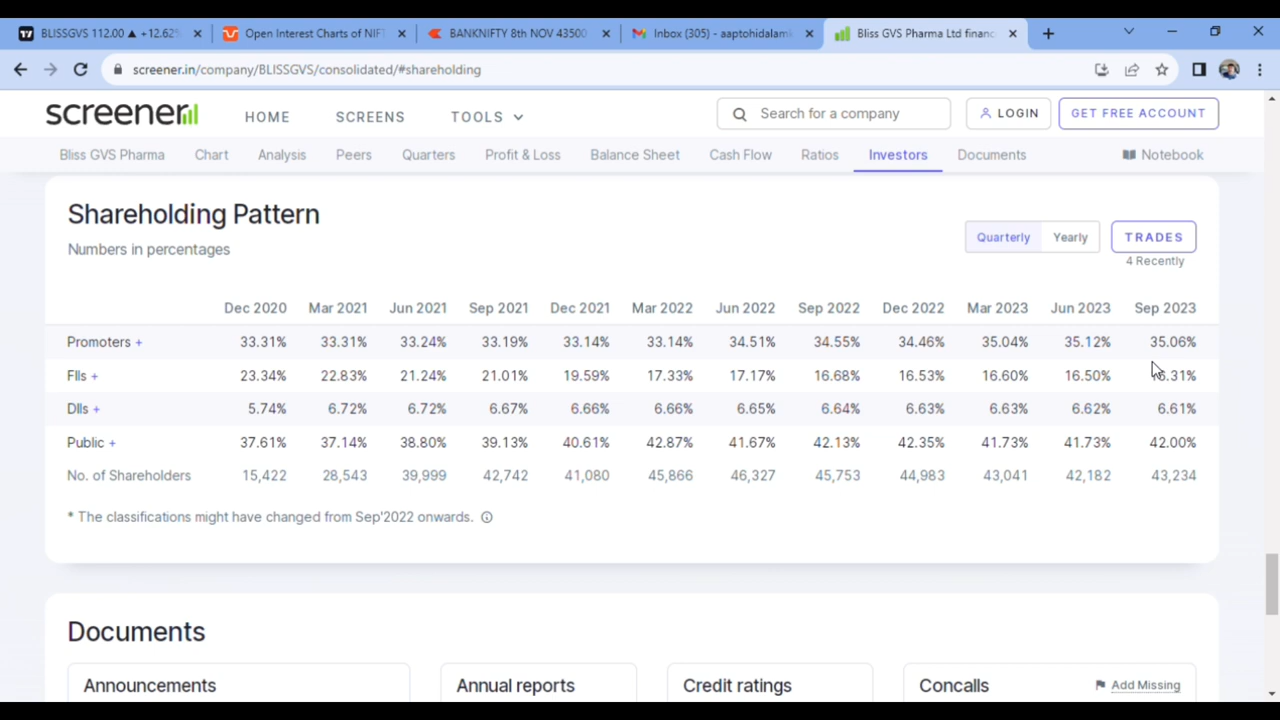 BLISSGVS 112.00 ▲ +12.62%
Open Interest Charts of NIFT
BANKNIFTY 8th NOV 43500
Inbox (305) - aaptohidalam
Bliss GVS Pharma Ltd financ
screener.in/company/BLISSGVS/consolidated/#shareholding
screener
HOME SCREENS TOOLS
Search for a company
LOGIN
GET FREE ACCOUNT
Bliss GVS Pharma Chart Analysis Peers Quarters Profit & Loss Balance Sheet Cash Flow Ratios Investors Documents Notebook
Shareholding Pattern
Numbers in percentages
Quarterly Yearly TRADES
4 Recently
Dec 2020 Mar 2021 Jun 2021 Sep 2021 Dec 2021 Mar 2022 Jun 2022 Sep 2022 Dec 2022 Mar 2023 Jun 2023 Sep 2023
Promoters + 33.31% 33.31% 33.24% 33.19% 33.14% 33.14% 34.51% 34.55% 34.46% 35.04% 35.12% 35.06%
FIIs + 23.34% 22.83% 21.24% 21.01% 19.59% 17.33% 17.17% 16.68% 16.53% 16.60% 16.50% 6.31%
DIIs + 5.74% 6.72% 6.72% 6.67% 6.66% 6.66% 6.65% 6.64% 6.63% 6.63% 6.62% 6.61%
Public + 37.61% 37.14% 38.80% 39.13% 40.61% 42.87% 41.67% 42.13% 42.35% 41.73% 41.73% 42.00%
No. of Shareholders 15,422 28,543 39,999 42,742 41,080 45,866 46,327 45,753 44,983 43,041 42,182 43,234
* The classifications might have changed from Sep'2022 onwards.
Documents
Announcements
Annual reports
Credit ratings
Concalls
Add Missing